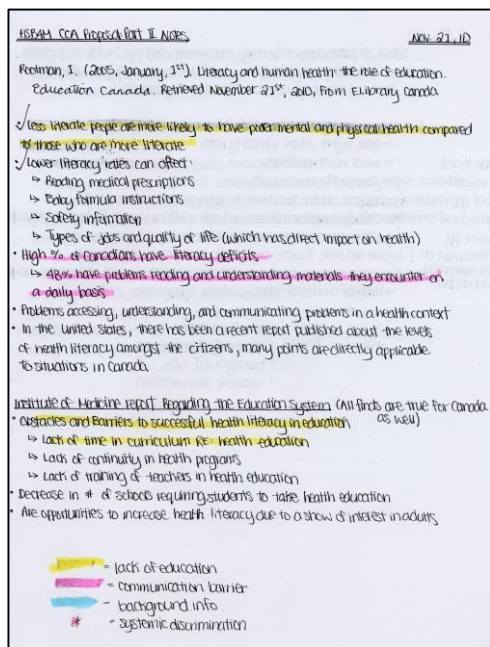 HSB4M CCA Proposal Part II Notes
Nov. 21, 10
Rootman, I. (2005, January, 1st). Literacy and human health: the role of education.
Education Canada. Retrieved November 21st, 2010, from ELibrary Canada
• Less literate people are more likely to have poor mental and physical health compared
to those who are more literate
• Lower literacy rates can affect:
↳ Reading medical prescriptions
↳ Baby formula instructions
↳ Safety information
↳ Types of jobs and quality of life (which has direct impact on health)
• High % of Canadians have literacy deficits
↳ 48% have problems reading and understanding materials they encounter on
a daily basis
• Problems accessing, understanding, and communicating problems in a health context
• In the United States, there has been a recent report published about the levels
of health literacy amongst the citizens, many points are directly applicable
to situations in Canada.
Institute of Medicine report Regarding the Education System (All finds are true for Canada
as well)
• Obstacles and Barriers to successful health literacy in education
↳ Lack of time in curriculum RE: health education
↳ Lack of continuity in health programs
↳ Lack of training of teachers in health education
• Decrease in # of schools requiring students to take health education
• Are opportunities to increase health literacy due to a show of interest in adults
- lack of education
- communication barrier
- background info
* - systemic discrimination